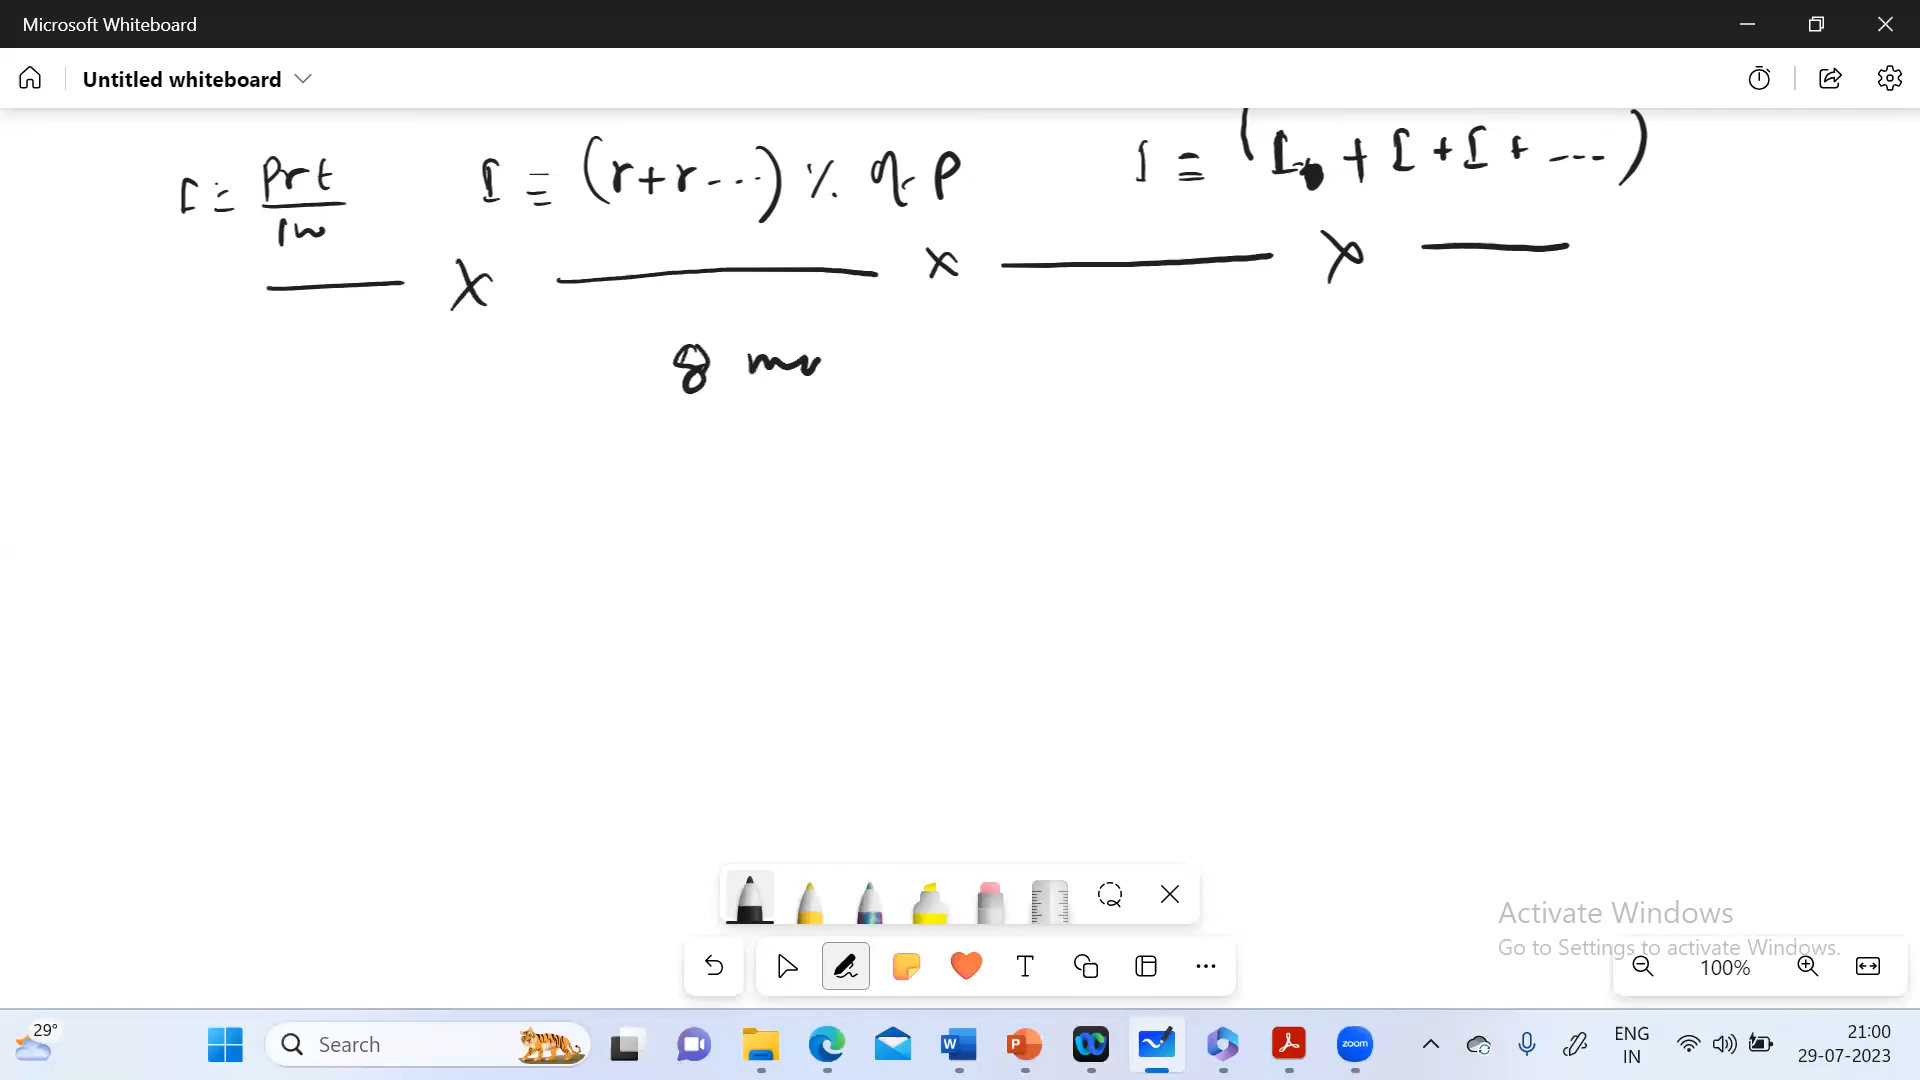 Microsoft Whiteboard
Untitled whiteboard
I = Prt / 100
I = (r+r---)% of P
I = (I + I + I + ---)
x x x
8
100%
Activate Windows
Go to Settings to activate Windows.
29°
Search
zoom
ENG
IN
21:00
29-07-2023